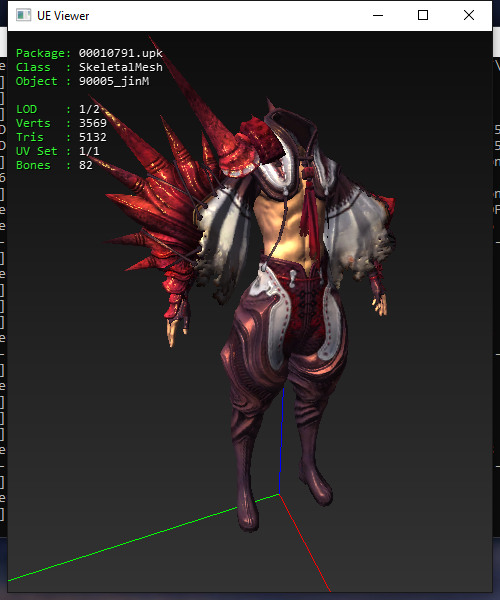 UE Viewer
Package: 00010791.upk
Class : SkeletalMesh
Object : 90005_jinM
LOD : 1/2
Verts : 3569
Tris : 5132
UV Set : 1/1
Bones : 82